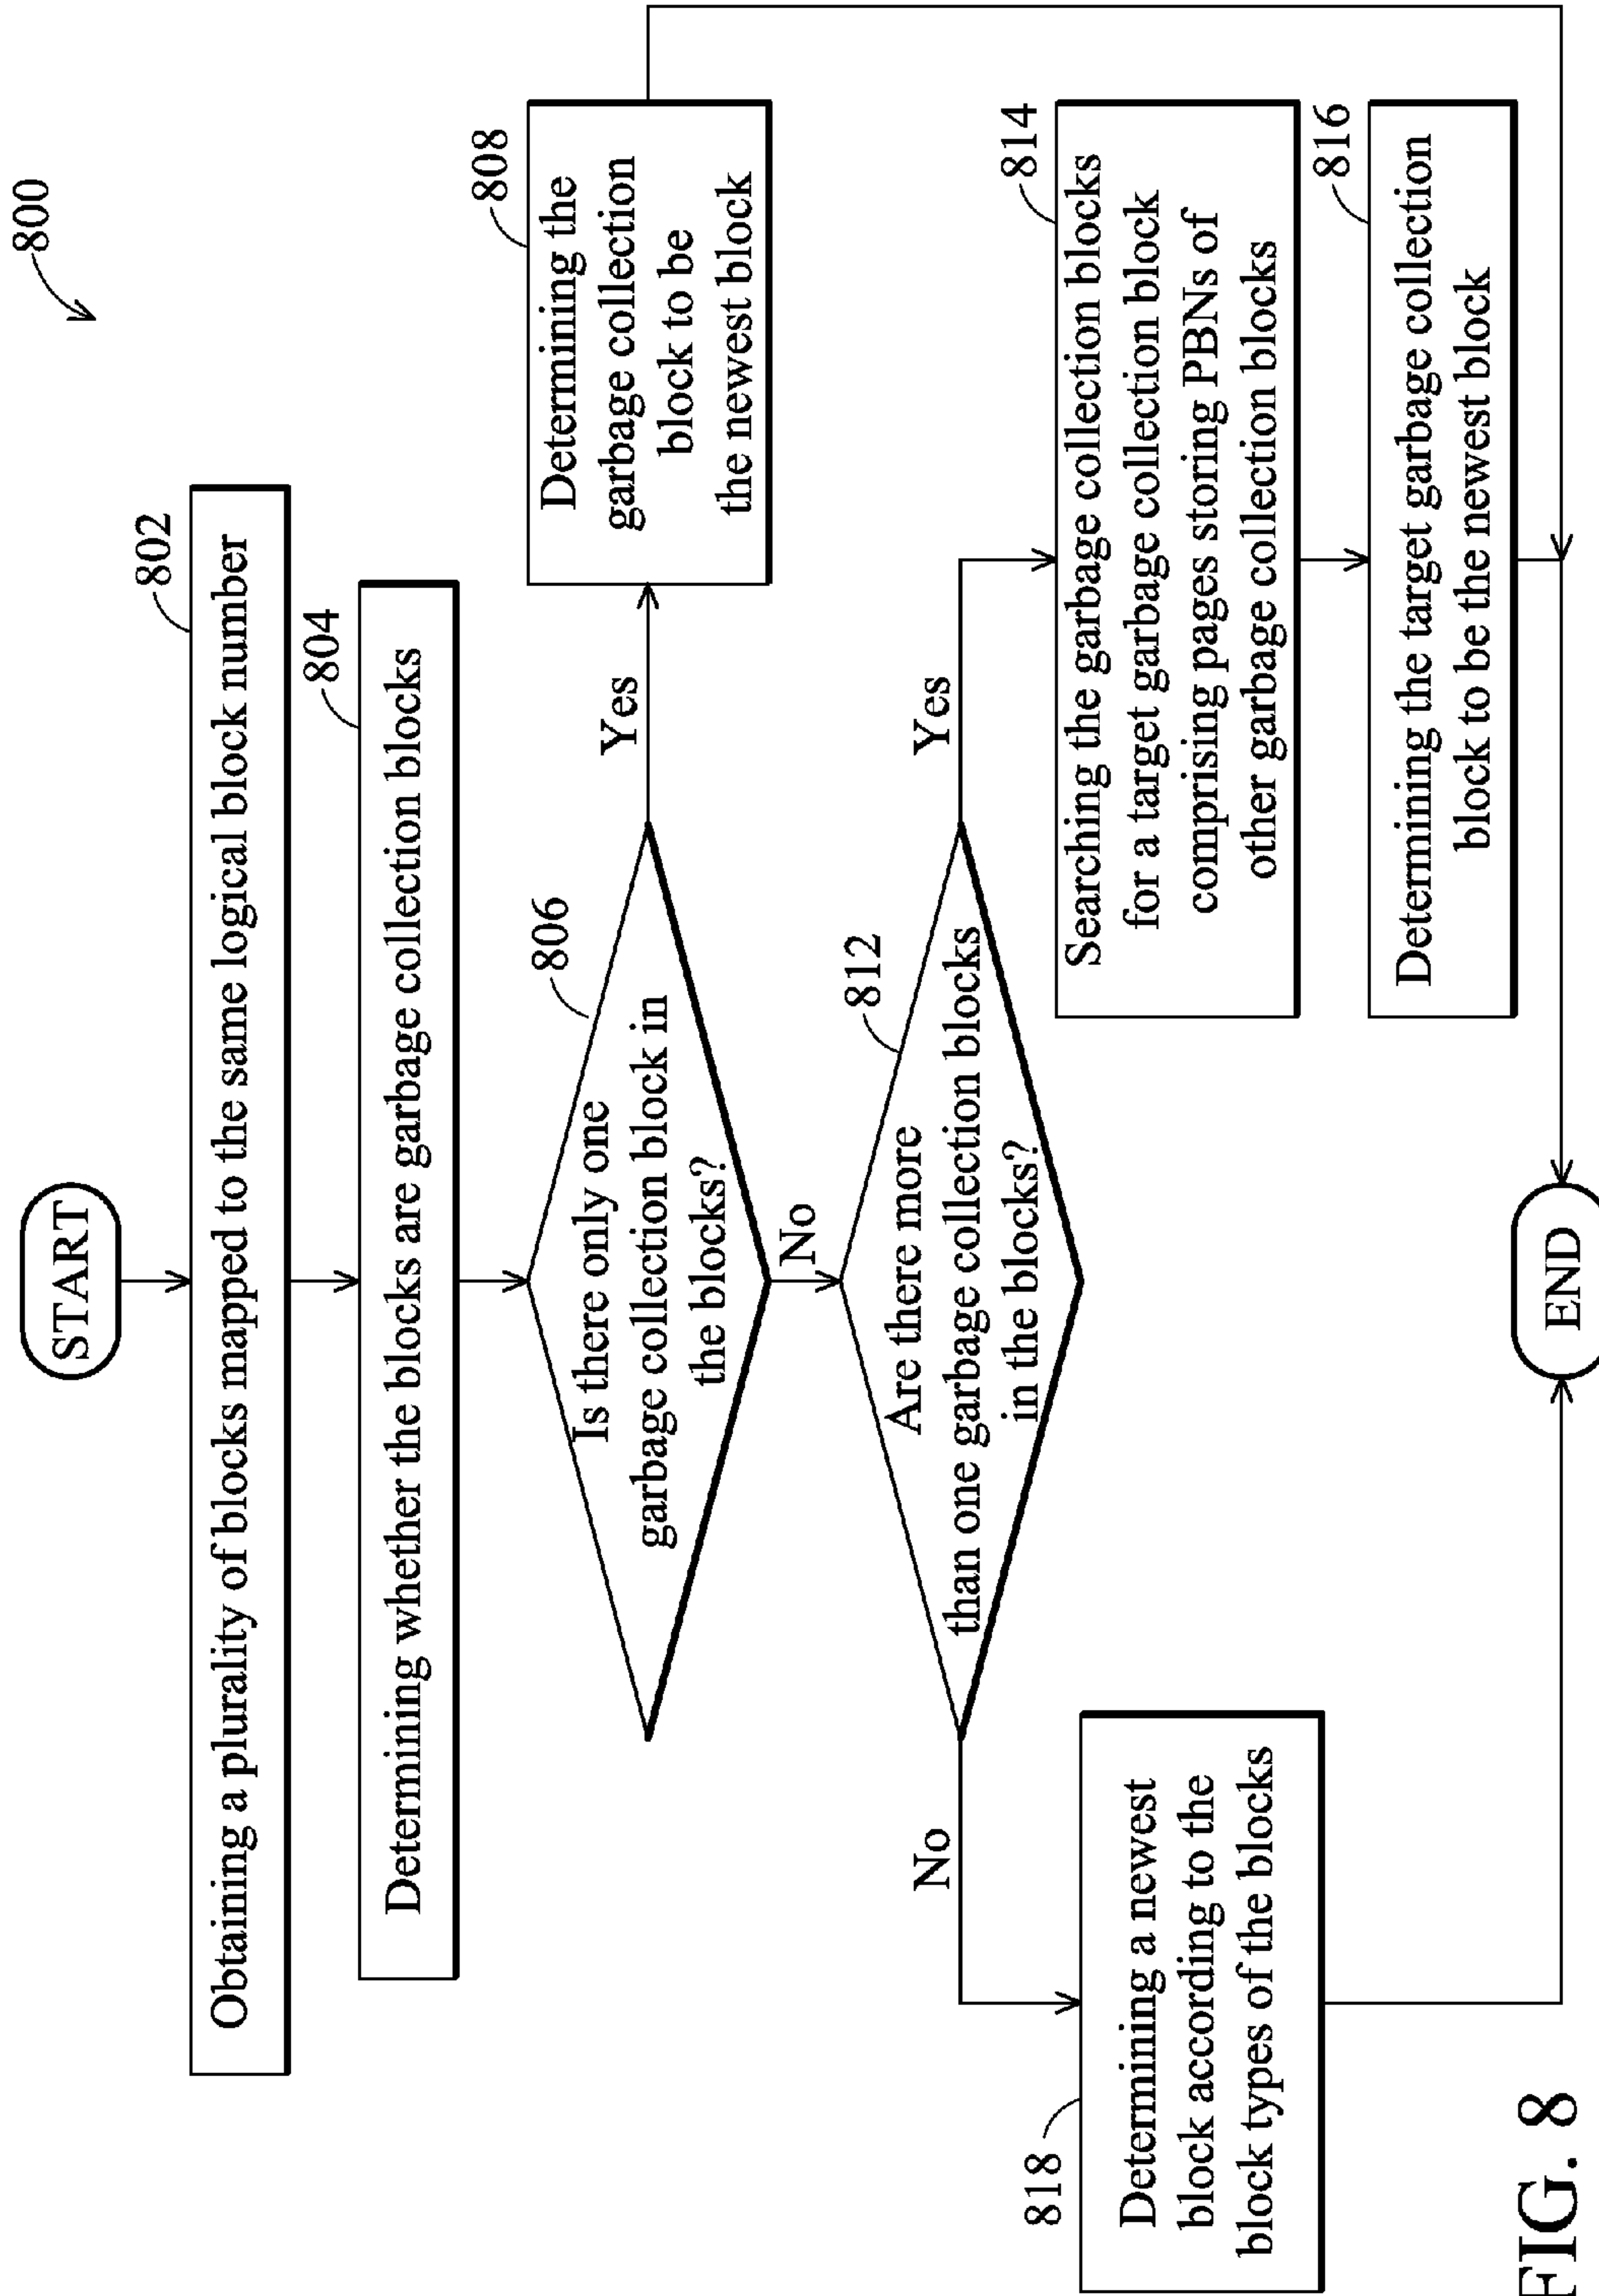 800
START
802
Obtaining a plurality of blocks mapped to the same logical block number
804
Determining whether the blocks are garbage collection blocks
806
Is there only one
garbage collection block in
the blocks?
Yes
808
Determining the
garbage collection
block to be
the newest block
No
812
Are there more
than one garbage collection blocks
in the blocks?
Yes
814
Searching the garbage collection blocks
for a target garbage collection block
comprising pages storing PBNs of
other garbage collection blocks
816
Determining the target garbage collection
block to be the newest block
No
818
Determining a newest
block according to the
block types of the blocks
END
FIG. 8